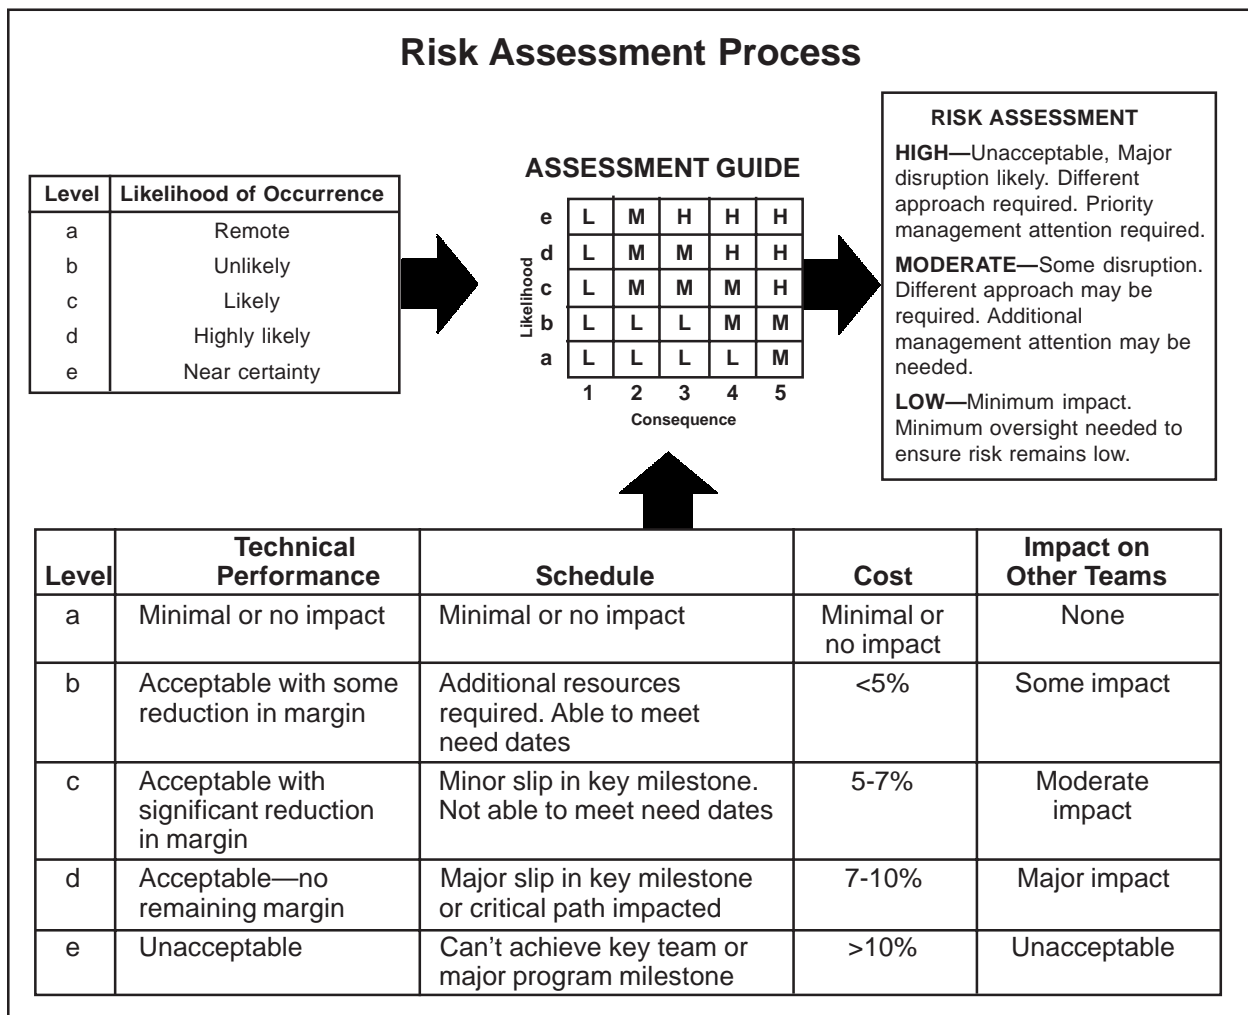 Risk Assessment Process
Level Likelihood of Occurrence
a Remote
b Unlikely
c Likely
d Highly likely
e Near certainty
ASSESSMENT GUIDE
Likelihood
e L M H H H
d L M M H H
c L M M M H
b L L L M M
a L L L L M
1 2 3 4 5
Consequence
RISK ASSESSMENT
HIGH—Unacceptable, Major
disruption likely. Different
approach required. Priority
management attention required.
MODERATE—Some disruption.
Different approach may be
required. Additional
management attention may be
needed.
LOW—Minimum impact.
Minimum oversight needed to
ensure risk remains low.
Level
Technical
Performance
Schedule
Cost
Impact on
Other Teams
a
Minimal or no impact
Minimal or no impact
Minimal or
no impact
None
b
Acceptable with some
reduction in margin
Additional resources
required. Able to meet
need dates
<5%
Some impact
c
Acceptable with
significant reduction
in margin
Minor slip in key milestone.
Not able to meet need dates
5-7%
Moderate
impact
d
Acceptable—no
remaining margin
Major slip in key milestone
or critical path impacted
7-10%
Major impact
e
Unacceptable
Can't achieve key team or
major program milestone
>10%
Unacceptable